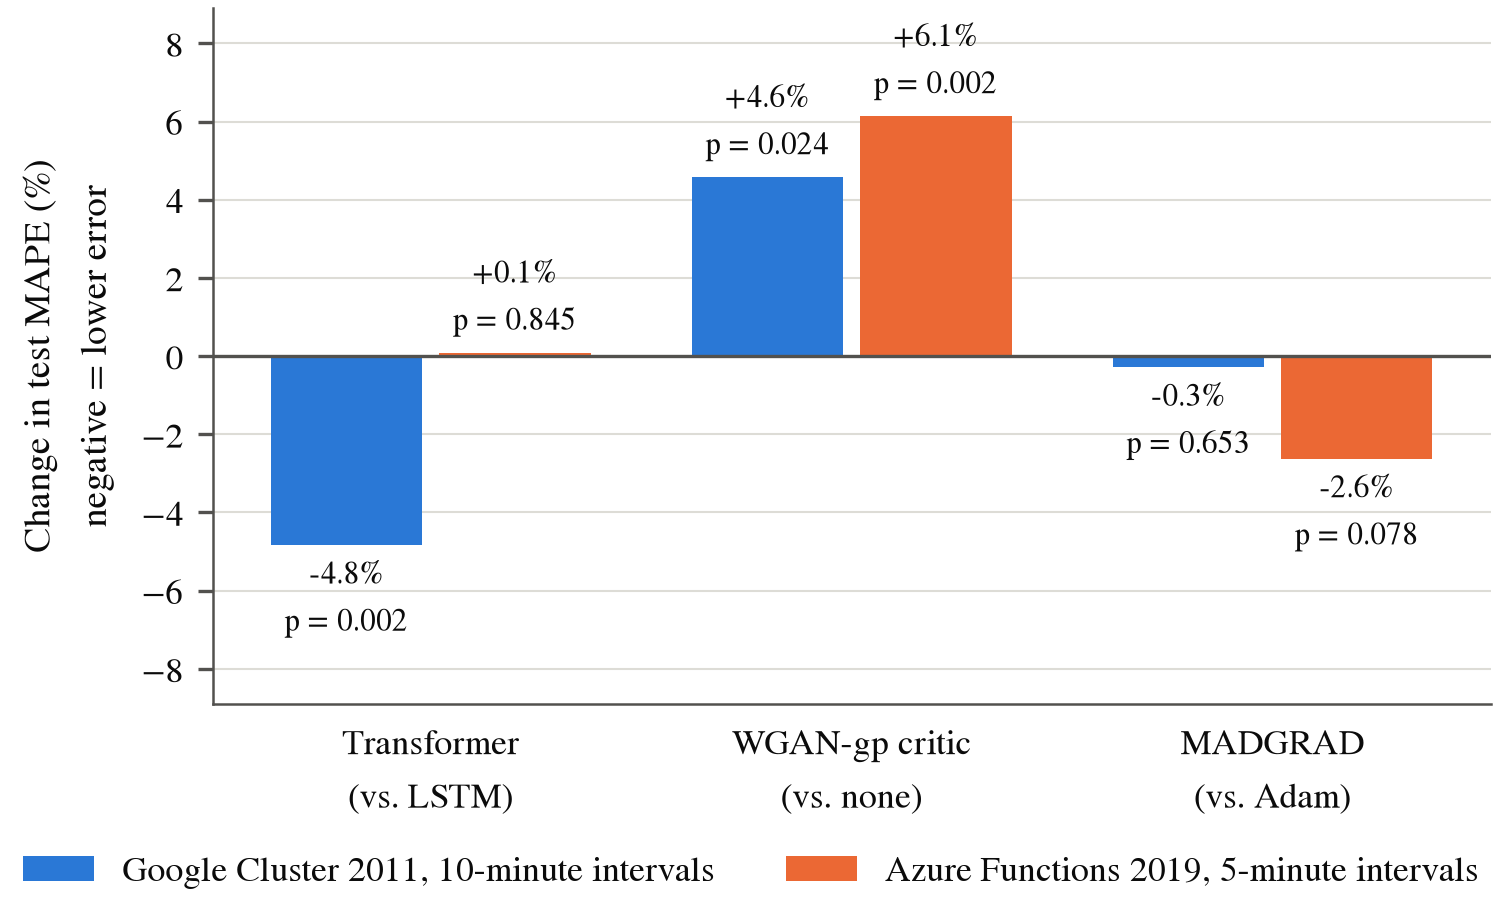 Change in test MAPE (%)
negative = lower error
8
6
4
2
0
−2
−4
−6
−8
-4.8%
p = 0.002
+0.1%
p = 0.845
+4.6%
p = 0.024
+6.1%
p = 0.002
-0.3%
p = 0.653
-2.6%
p = 0.078
Transformer
(vs. LSTM)
WGAN-gp critic
(vs. none)
MADGRAD
(vs. Adam)
Google Cluster 2011, 10-minute intervals
Azure Functions 2019, 5-minute intervals